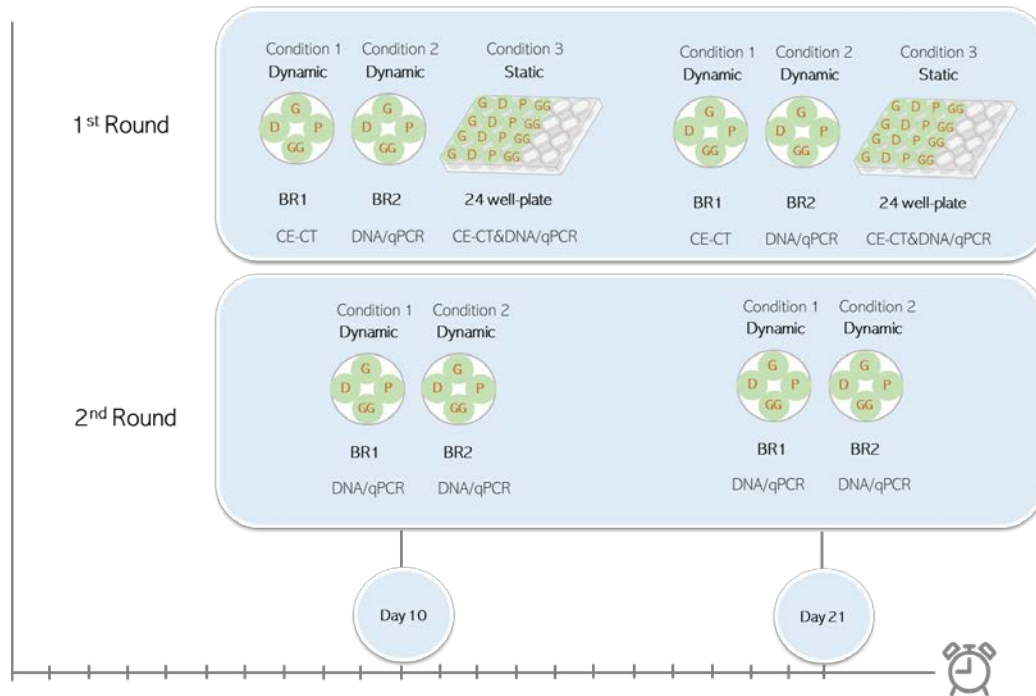 Condition 1 Condition 2 Condition 3
Dynamic Dynamic Static
G G G D P GG
D P D P G D P GG
GG GG G D P GG
G D P GG
BR1 BR2 24 well-plate
CE-CT DNA/qPCR CE-CT&DNA/qPCR
Condition 1 Condition 2 Condition 3
Dynamic Dynamic Static
G G G D P GG
D P D P G D P GG
GG GG G D P GG
G D P GG
BR1 BR2 24 well-plate
CE-CT DNA/qPCR CE-CT&DNA/qPCR
1st Round
Condition 1 Condition 2
Dynamic Dynamic
G G
D P D P
GG GG
BR1 BR2
DNA/qPCR DNA/qPCR
Condition 1 Condition 2
Dynamic Dynamic
G G
D P D P
GG GG
BR1 BR2
DNA/qPCR DNA/qPCR
2nd Round
Day 10
Day 21